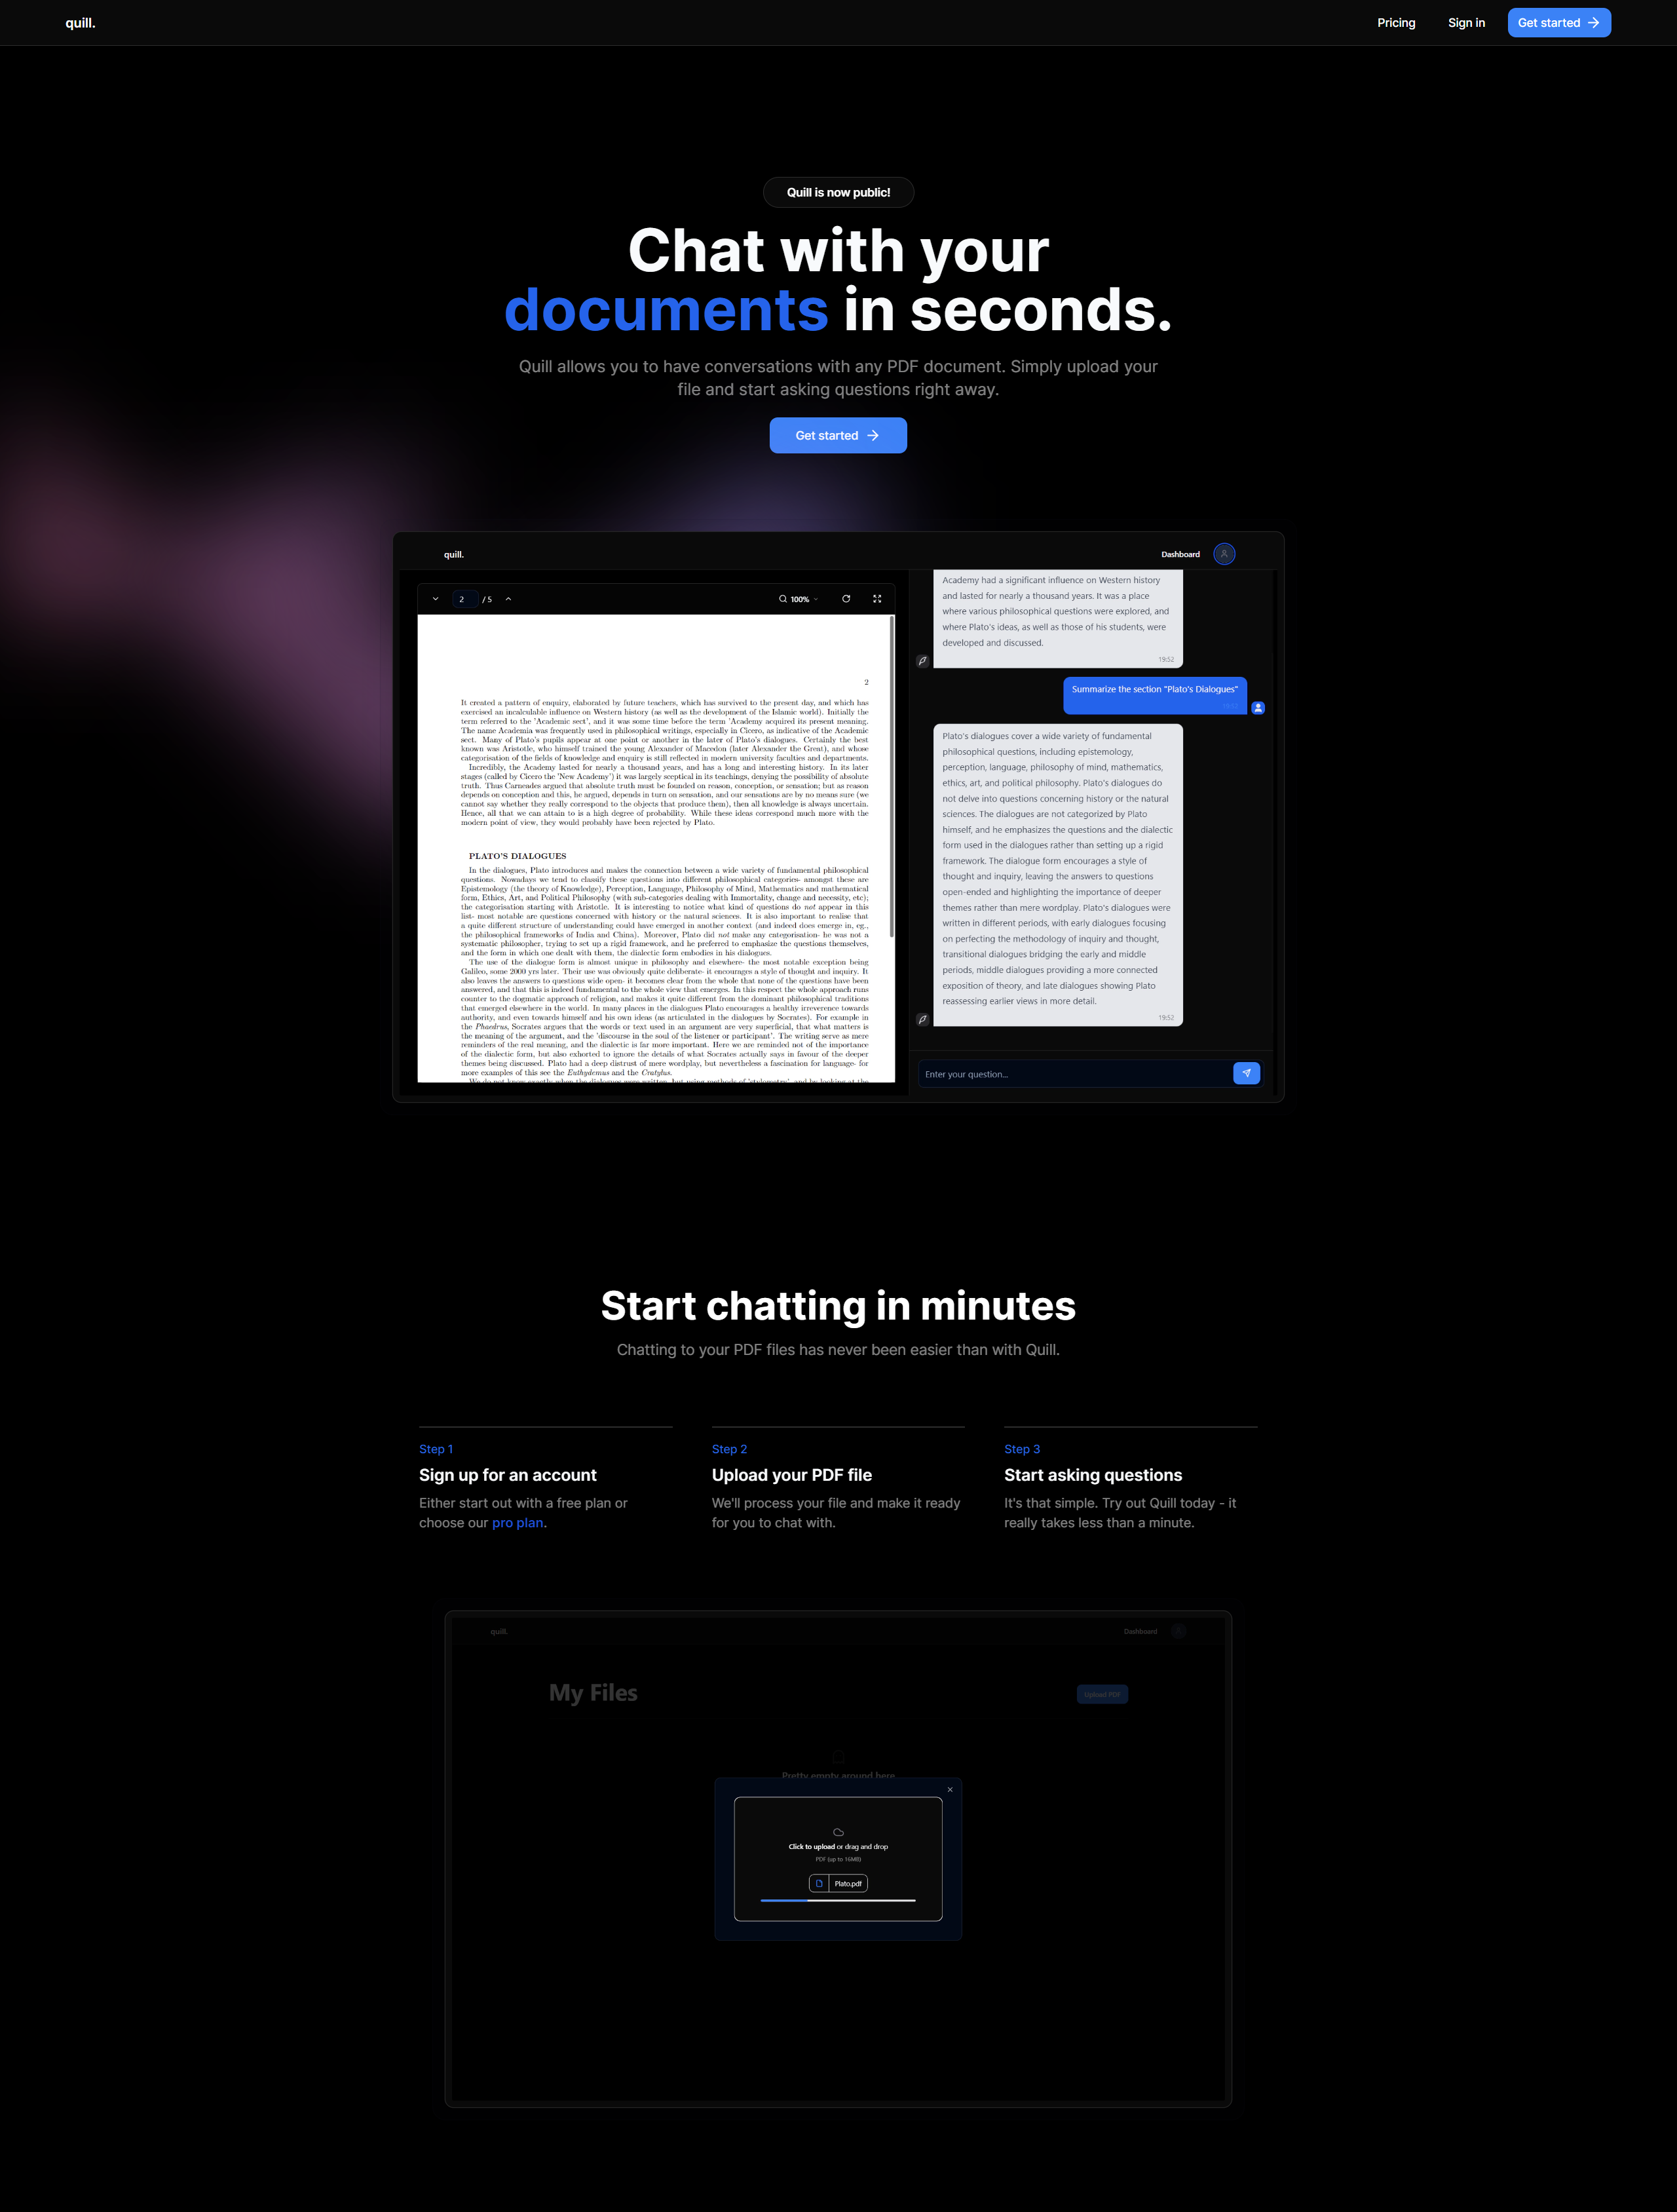 quill.
Pricing
Sign in
Get started
Quill is now public!
Chat with your
documents in seconds.
Quill allows you to have conversations with any PDF document. Simply upload your
file and start asking questions right away.
Get started
quill.
Dashboard
2 / 5
100%
2
It created a pattern of enquiry, elaborated by future teachers, which has survived to the present day, and which has
exercised an incalculable influence on Western history (as well as the development of the Islamic world). Initially the
term referred to the 'Academic sect', and it was some time before the term 'Academy acquired its present meaning.
The name Academia was frequently used in philosophical writings, especially in Cicero, as indicative of the Academic
sect. Many of Plato's pupils appear at one point or another in the later of Plato's dialogues. Certainly the best
known was Aristotle, who himself trained the young Alexander of Macedon (later Alexander the Great), and whose
categorisation of the fields of knowledge and enquiry is still reflected in modern university faculties and departments.
Incredibly, the Academy lasted for nearly a thousand years, and has a long and interesting history. In its later
stages (called by Cicero the 'New Academy') it was largely sceptical in its teachings, denying the possibility of absolute
truth. Thus Carneades argued that absolute truth must be founded on reason, conception, or sensation; but as reason
depends on conception and this, he argued, depends in turn on sensation, and our sensations are by no means sure (we
cannot say whether they really correspond to the objects that produce them), then all knowledge is always uncertain.
Hence, all that we can attain to is a high degree of probability. While these ideas correspond much more with the
modern point of view, they would probably have been rejected by Plato.
PLATO'S DIALOGUES
In the dialogues, Plato introduces and makes the connection between a wide variety of fundamental philosophical
questions. Nowadays we tend to classify these questions into different philosophical categories- amongst these are
Epistemology (the theory of Knowledge), Perception, Language, Philosophy of Mind, Mathematics and mathematical
form, Ethics, Art, and Political Philosophy (with sub-categories dealing with Immortality, change and necessity, etc);
the categorisation starting with Aristotle. It is interesting to notice what kind of questions do not appear in this
list- most notable are questions concerned with history or the natural sciences. It is also important to realise that
a quite different structure of understanding could have emerged in another context (and indeed does emerge in, eg.,
the philosophical frameworks of India and China). Moreover, Plato did not make any categorisation- he was not a
systematic philosopher, trying to set up a rigid framework, and he preferred to emphasize the questions themselves,
and the form in which one dealt with them, the dialectic form embodies in his dialogues.
The use of the dialogue form is almost unique in philosophy and elsewhere- the most notable exception being
Galileo, some 2000 yrs later. Their use was obviously quite deliberate- it encourages a style of thought and inquiry. It
also leaves the answers to questions wide open- it becomes clear from the whole that none of the questions have been
answered, and that this is indeed fundamental to the whole view that emerges. In this respect the whole approach runs
counter to the dogmatic approach of religion, and makes it quite different from the dominant philosophical traditions
that emerged elsewhere in the world. In many places in the dialogues Plato encourages a healthy irreverence towards
authority, and even towards himself and his own ideas (as articulated in the dialogues by Socrates). For example in
the Phaedrus, Socrates argues that the words or text used in an argument are very superficial, that what matters is
the meaning of the argument, and the 'discourse in the soul of the listener or participant'. The writing serve as mere
reminders of the real meaning, and the dialectic is far more important. Here we are reminded not of the importance
of the dialectic form, but also exhorted to ignore the details of what Socrates actually says in favour of the deeper
themes being discussed. Plato had a deep distrust of mere wordplay, but nevertheless a fascination for language- for
more examples of this see the Euthydemus and the Cratylus.
We do not know exactly when the dialogues were written, but using methods of 'stylometry', and by looking at the
Academy had a significant influence on Western history
and lasted for nearly a thousand years. It was a place
where various philosophical questions were explored, and
where Plato's ideas, as well as those of his students, were
developed and discussed.
19:52
Summarize the section "Plato's Dialogues"
19:52
Plato's dialogues cover a wide variety of fundamental
philosophical questions, including epistemology,
perception, language, philosophy of mind, mathematics,
ethics, art, and political philosophy. Plato's dialogues do
not delve into questions concerning history or the natural
sciences. The dialogues are not categorized by Plato
himself, and he emphasizes the questions and the dialectic
form used in the dialogues rather than setting up a rigid
framework. The dialogue form encourages a style of
thought and inquiry, leaving the answers to questions
open-ended and highlighting the importance of deeper
themes rather than mere wordplay. Plato's dialogues were
written in different periods, with early dialogues focusing
on perfecting the methodology of inquiry and thought,
transitional dialogues bridging the early and middle
periods, middle dialogues providing a more connected
exposition of theory, and late dialogues showing Plato
reassessing earlier views in more detail.
19:52
Enter your question...
Start chatting in minutes
Chatting to your PDF files has never been easier than with Quill.
Step 1
Sign up for an account
Either start out with a free plan or
choose our pro plan.
Step 2
Upload your PDF file
We'll process your file and make it ready
for you to chat with.
Step 3
Start asking questions
It's that simple. Try out Quill today - it
really takes less than a minute.
quill.
Dashboard
My Files
Upload PDF
Pretty empty around here
Click to upload or drag and drop
PDF (up to 16MB)
Plato.pdf